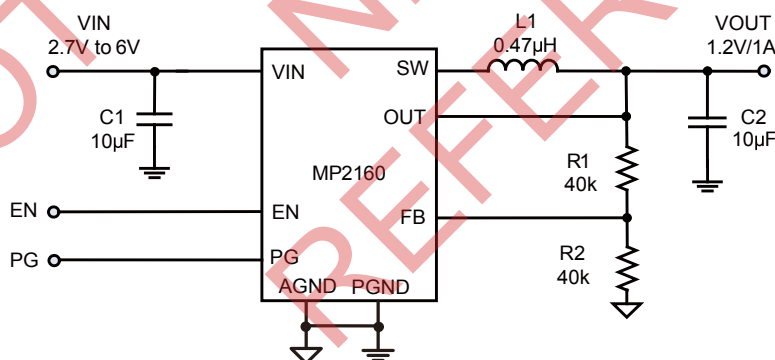 VIN
2.7V to 6V
C1
10µF
EN
PG
VIN
EN
PG
AGND PGND
MP2160
SW
OUT
FB
L1
0.47µH
R1
40k
R2
40k
VOUT
1.2V/1A
C2
10µF
REFER